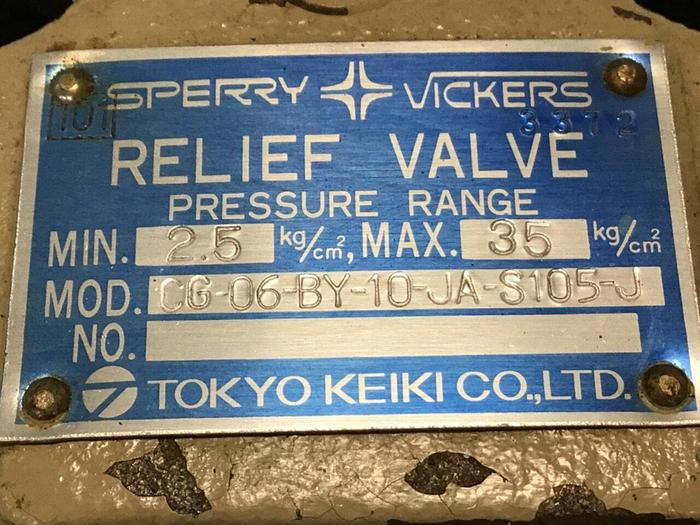 SPERRY VICKERS
101
3372
RELIEF VALVE
PRESSURE RANGE
MIN. 2.5 kg/cm², MAX. 35 kg/cm²
MOD. CG-06-BY-10-JA-S105-J
NO.
TOKYO KEIKI CO.,LTD.